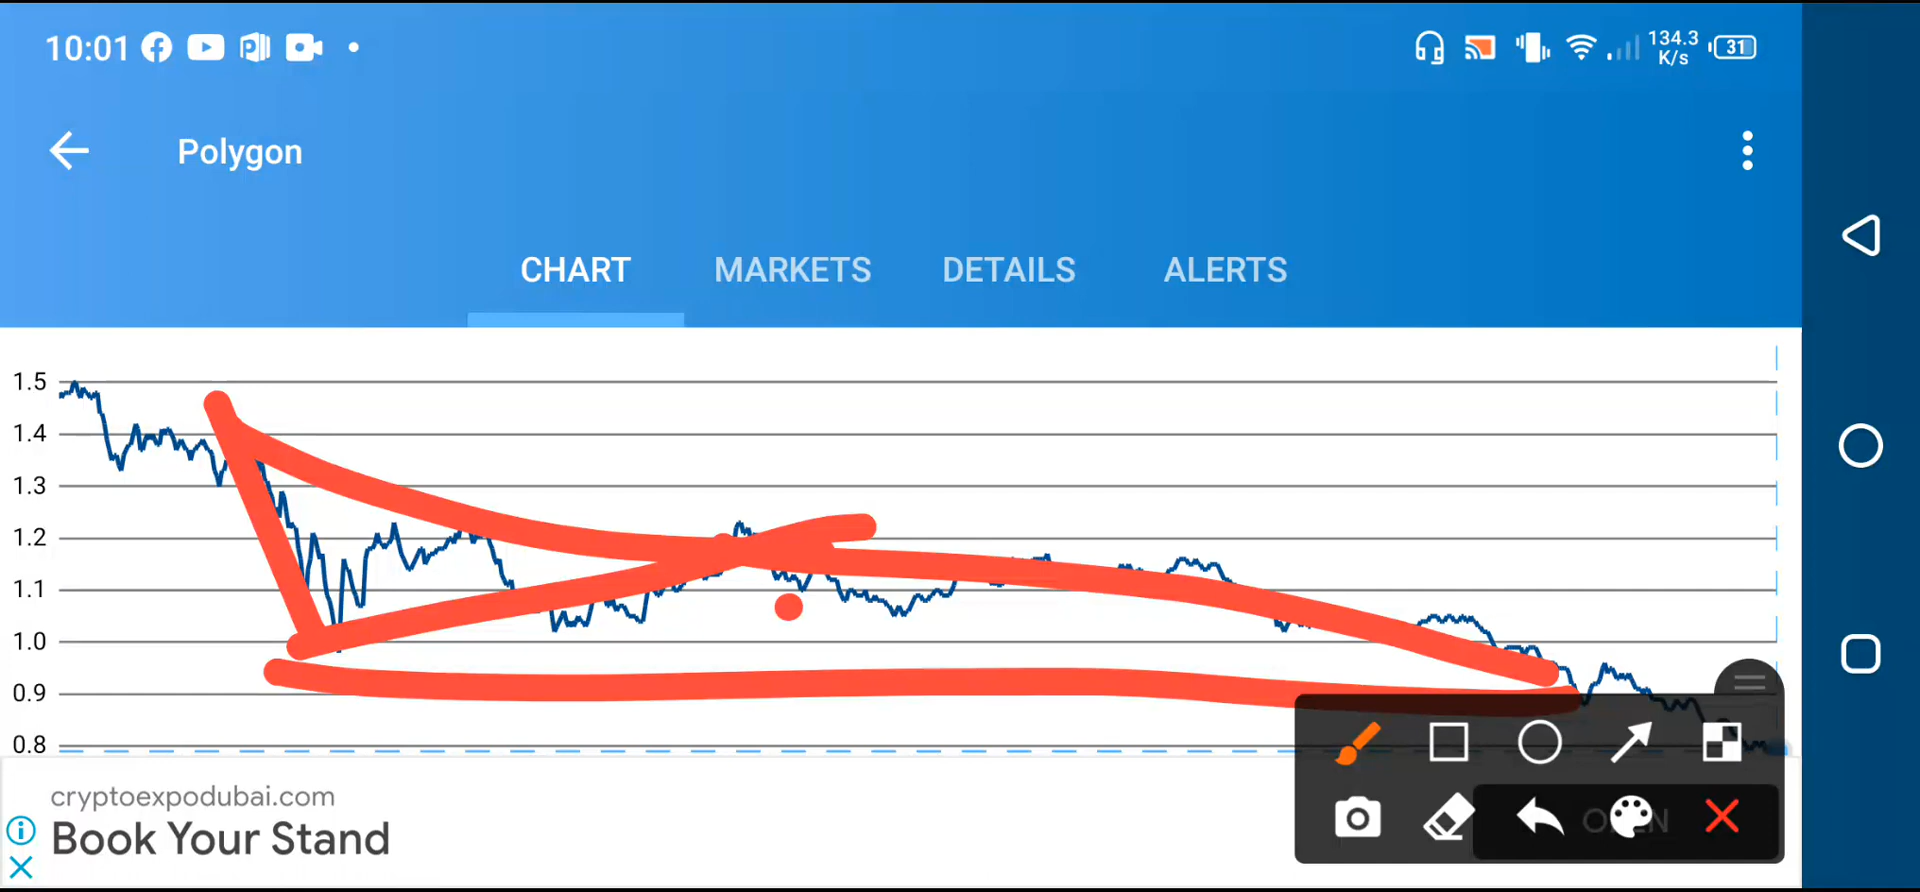 10:01
134.3
K/s
31
Polygon
CHART MARKETS DETAILS ALERTS
1.5
1.4
1.3
1.2
1.1
1.0
0.9
0.8
cryptoexpodubai.com
Book Your Stand